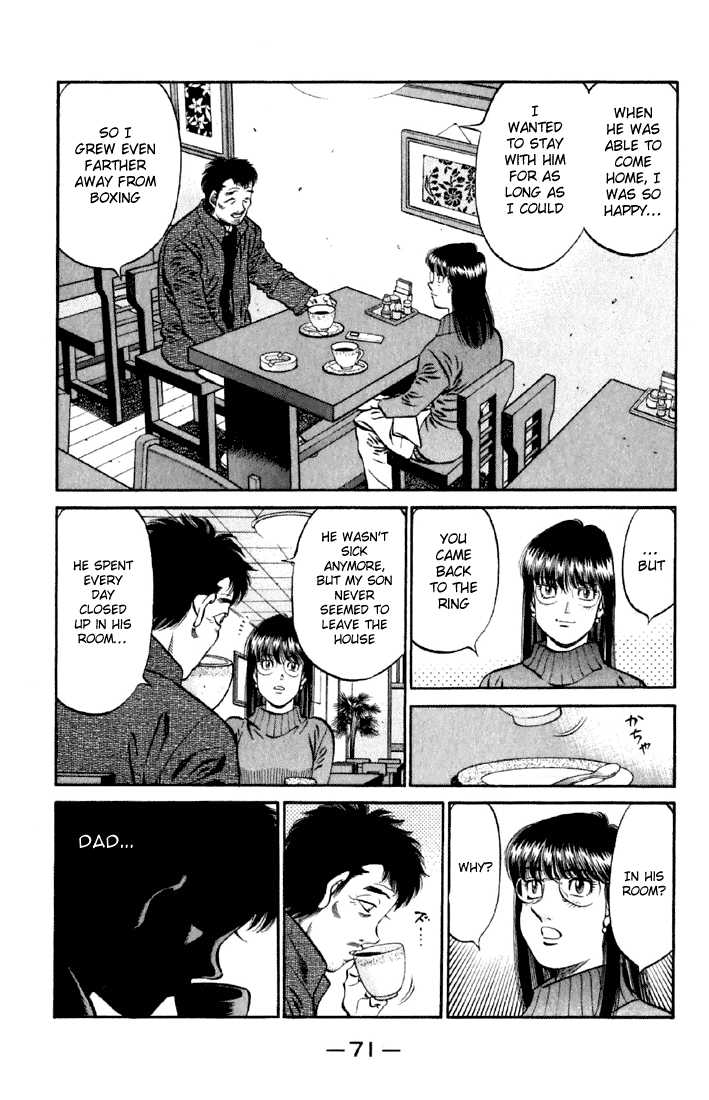 WHEN
HE WAS
ABLE TO
COME
HOME, I
WAS SO
HAPPY...
I
WANTED
TO STAY
WITH HIM
FOR AS
LONG AS
I COULD
SO I
GREW EVEN
FARTHER
AWAY FROM
BOXING
...
BUT
YOU
CAME
BACK
TO THE
RING
かちゃ
HE WASN'T
SICK
ANYMORE,
BUT MY SON
NEVER
SEEMED TO
LEAVE THE
HOUSE
HE SPENT
EVERY
DAY
CLOSED
UP IN HIS
ROOM...
IN HIS
ROOM?
WHY?
ズ...
DAD...
—71—